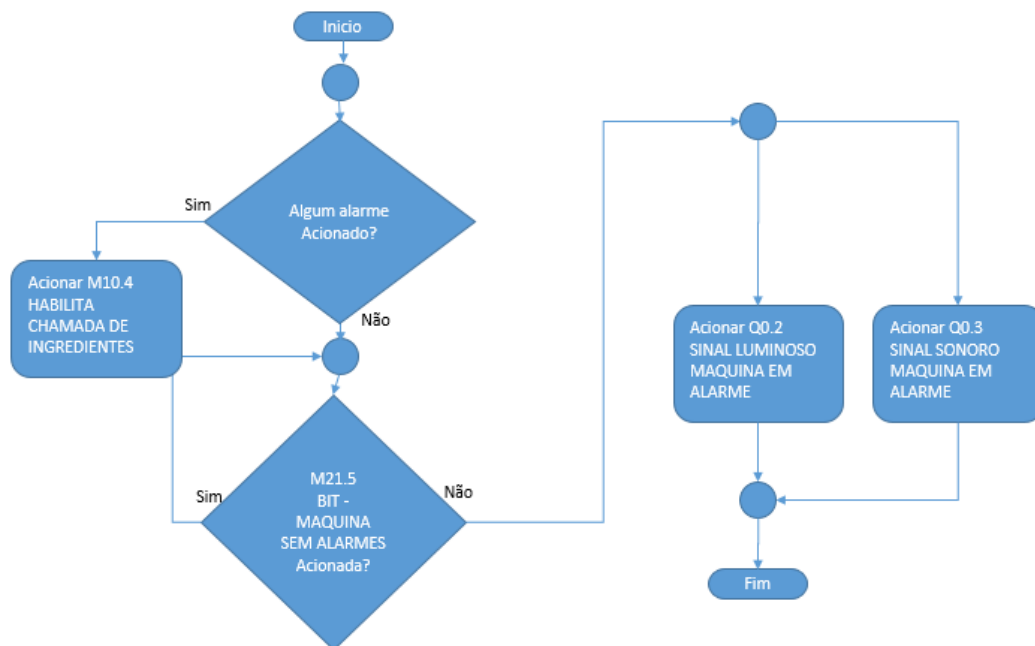 Inicio
Algum alarme
Acionado?
Sim
Acionar M10.4
HABILITA
CHAMADA DE
INGREDIENTES
Não
M21.5
BIT -
MAQUINA
SEM ALARMES
Acionada?
Sim
Não
Acionar Q0.2
SINAL LUMINOSO
MAQUINA EM
ALARME
Acionar Q0.3
SINAL SONORO
MAQUINA EM
ALARME
Fim